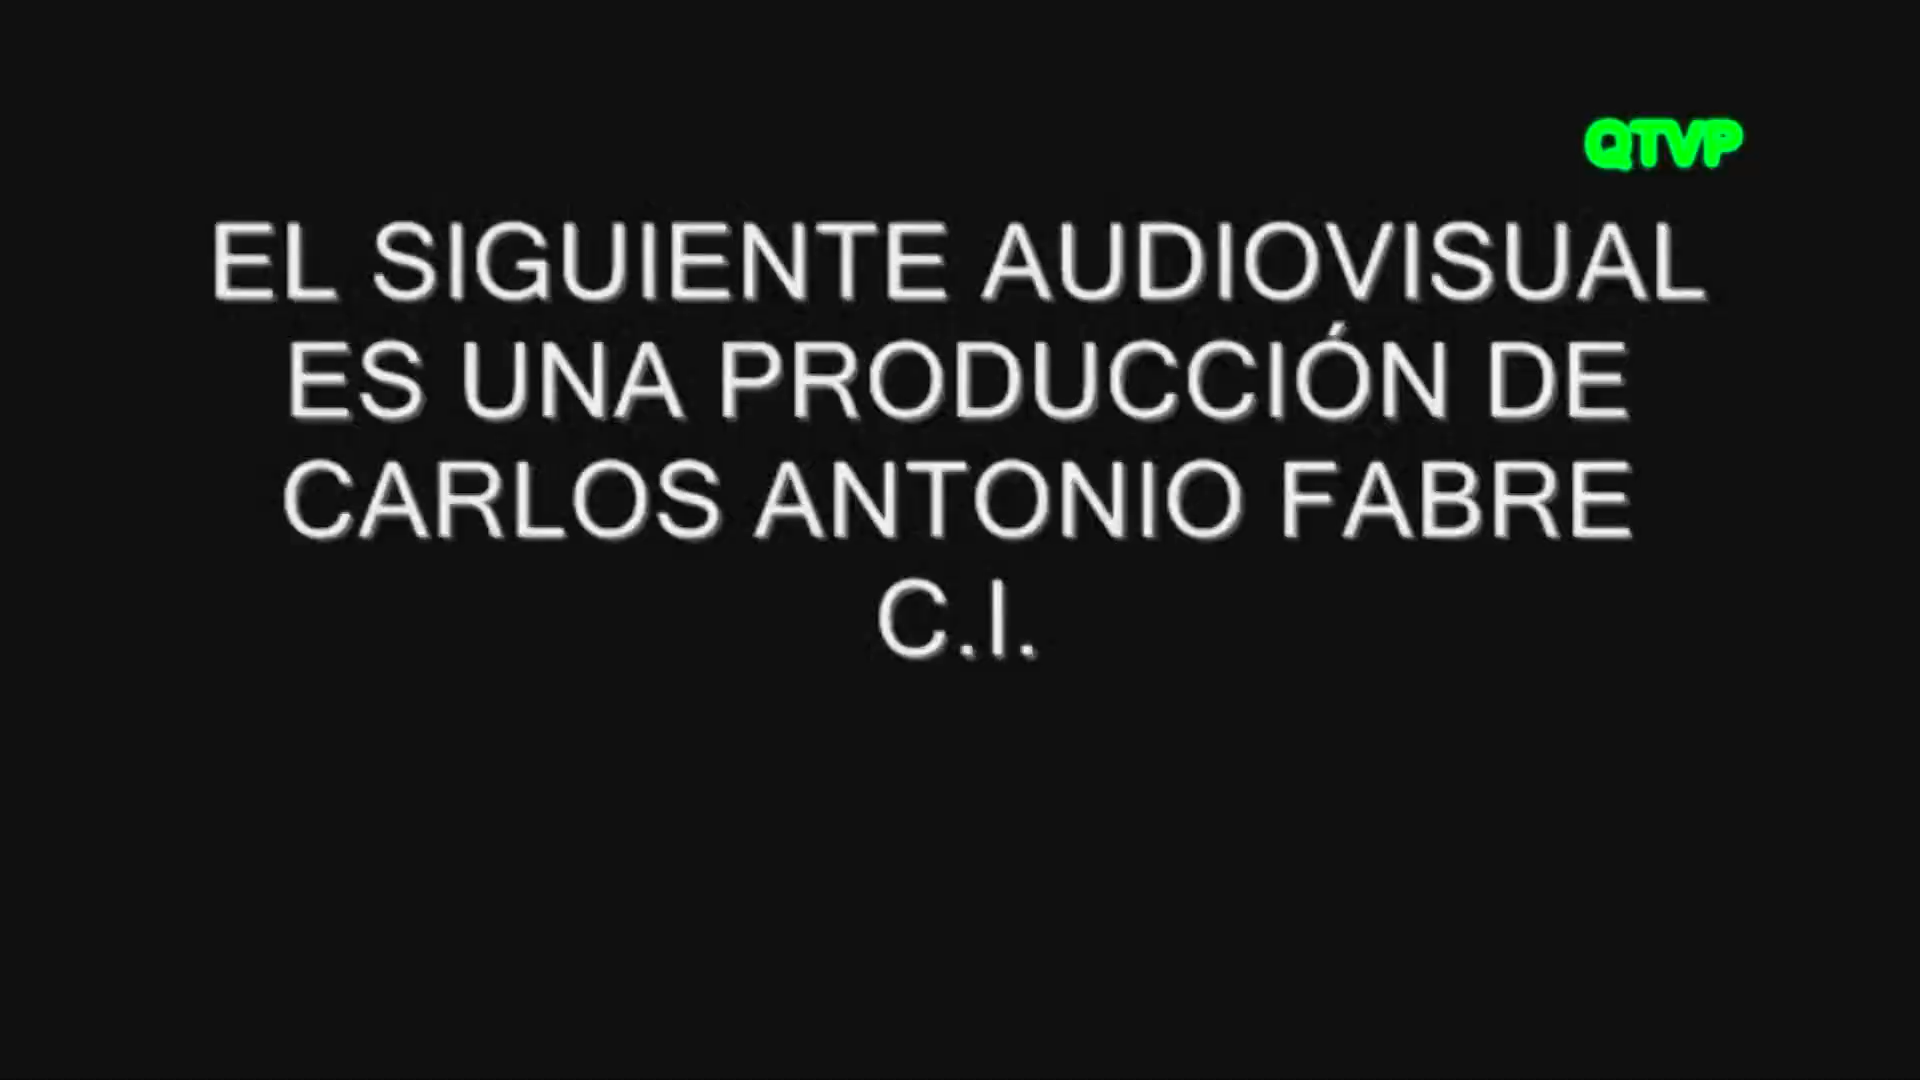 QTVP
EL SIGUIENTE AUDIOVISUAL
ES UNA PRODUCCIÓN DE
CARLOS ANTONIO FABRE
C.I.